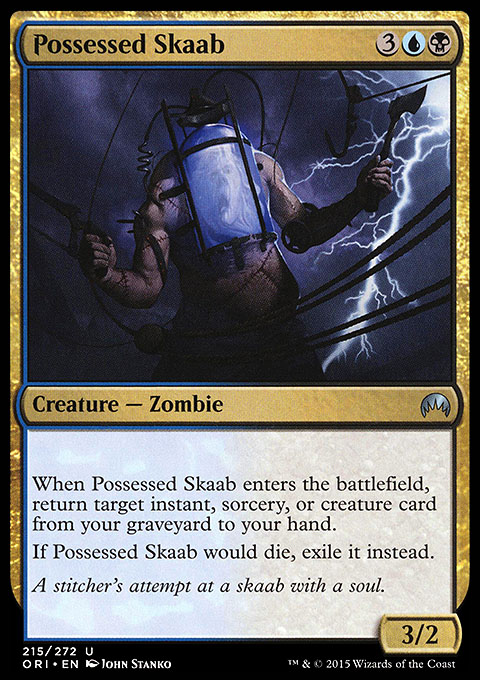 Possessed Skaab 3
Creature — Zombie
When Possessed Skaab enters the battlefield,
return target instant, sorcery, or creature card
from your graveyard to your hand.
If Possessed Skaab would die, exile it instead.
A stitcher's attempt at a skaab with a soul.
3/2
215/272 U
ORI • EN John Stanko ™ & © 2015 Wizards of the Coast